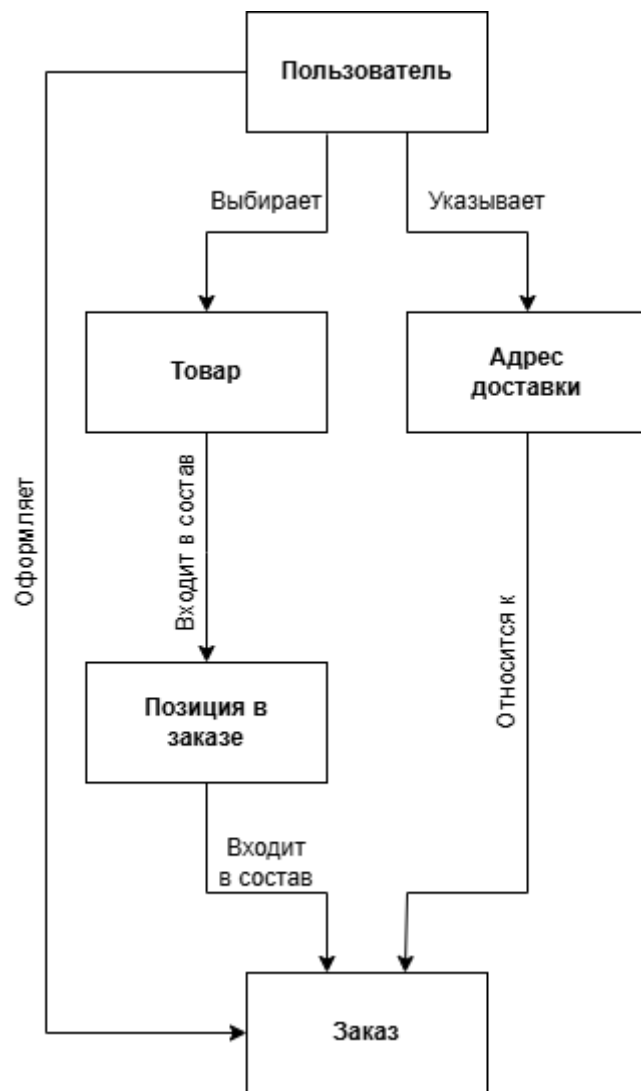 Пользователь
Выбирает
Указывает
Товар
Адрес
доставки
Оформляет
Входит в состав
Относится к
Позиция в
заказе
Входит
в состав
Заказ